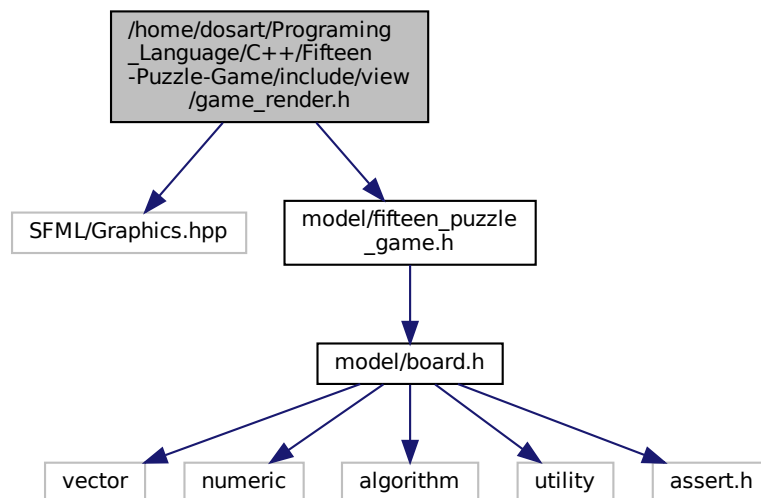 /home/dosart/Programing
_Language/C++/Fifteen
-Puzzle-Game/include/view
/game_render.h
SFML/Graphics.hpp
model/fifteen_puzzle
_game.h
model/board.h
vector
numeric
algorithm
utility
assert.h